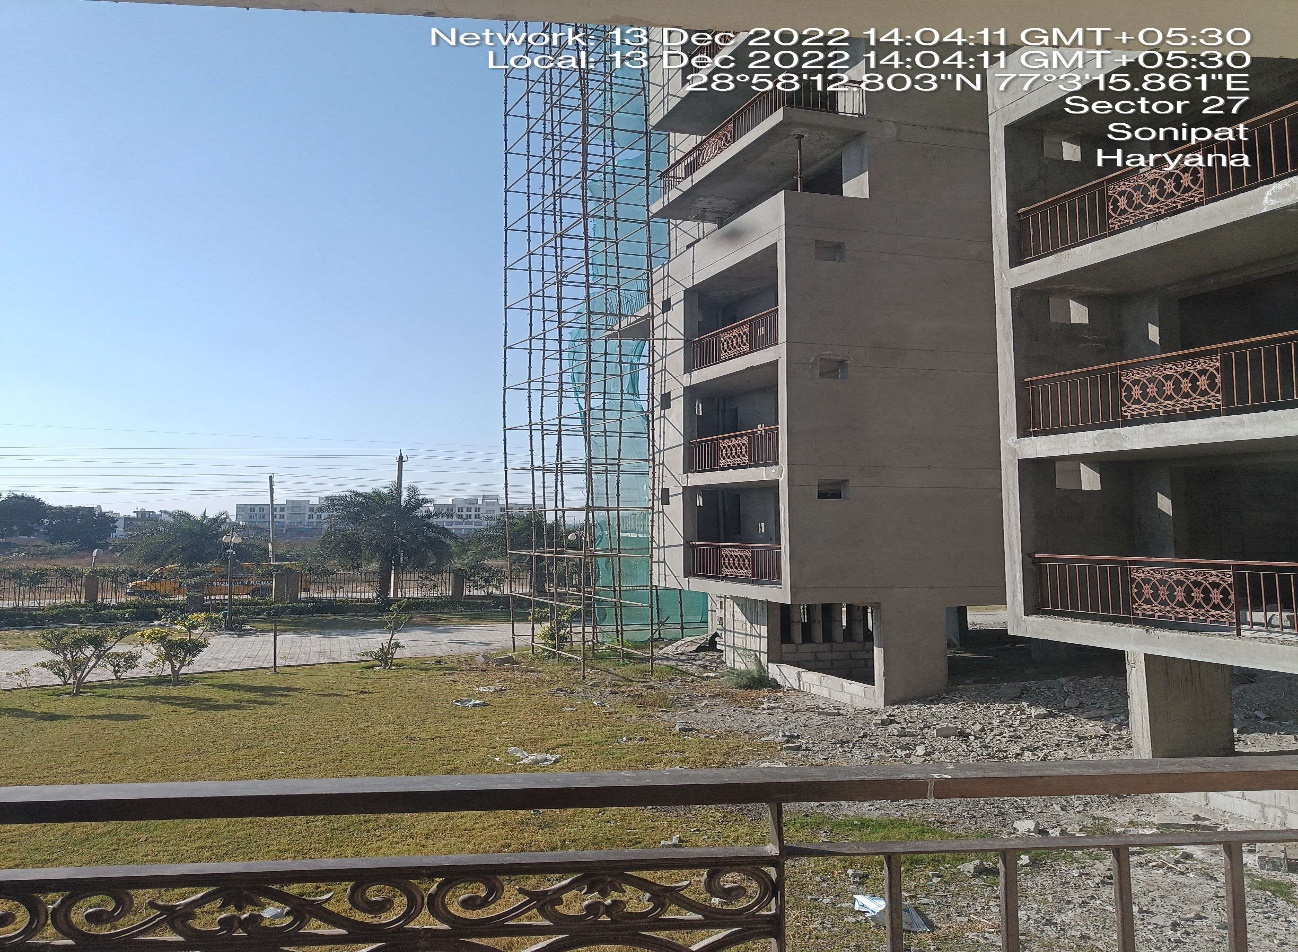 Network: 13 Dec 2022 14:04:11 GMT+05:30
Local: 13 Dec 2022 14:04:11 GMT+05:30
28°58'12.803"N 77°3'15.861"E
Sector 27
Sonipat
Haryana